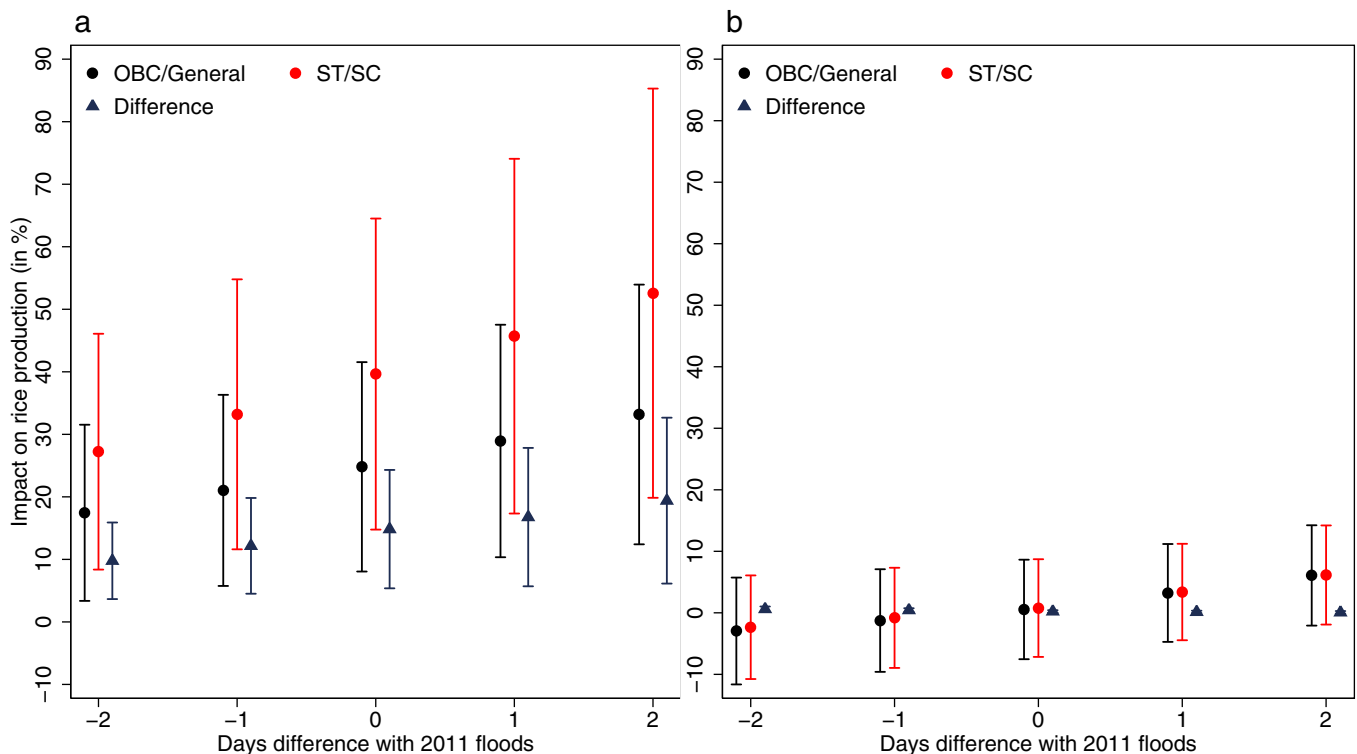 a
b
OBC/General
ST/SC
Difference
OBC/General
ST/SC
Difference
Impact on rice production (in %)
90
80
70
60
50
40
30
20
10
0
−10
90
80
70
60
50
40
30
20
10
0
−10
−2
−1
0
1
2
−2
−1
0
1
2
Days difference with 2011 floods
Days difference with 2011 floods